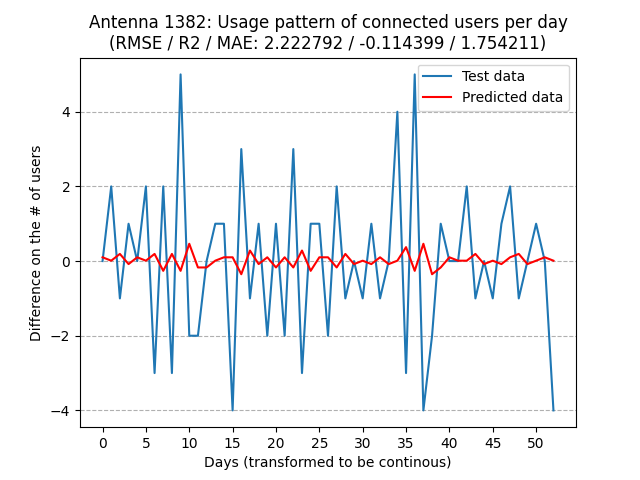 Antenna 1382: Usage pattern of connected users per day
(RMSE / R2 / MAE: 2.222792 / -0.114399 / 1.754211)
Test data
Predicted data
Difference on the # of users
4
2
0
−2
−4
0 5 10 15 20 25 30 35 40 45 50
Days (transformed to be continous)